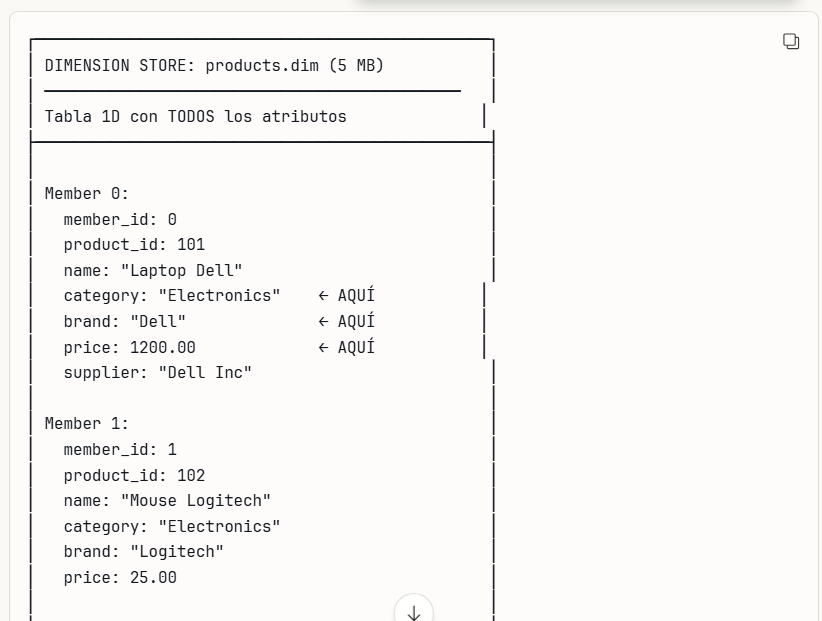 DIMENSION STORE: products.dim (5 MB)
Tabla 1D con TODOS los atributos
Member 0:
member_id: 0
product_id: 101
name: "Laptop Dell"
category: "Electronics" ← AQUÍ
brand: "Dell" ← AQUÍ
price: 1200.00 ← AQUÍ
supplier: "Dell Inc"
Member 1:
member_id: 1
product_id: 102
name: "Mouse Logitech"
category: "Electronics"
brand: "Logitech"
price: 25.00